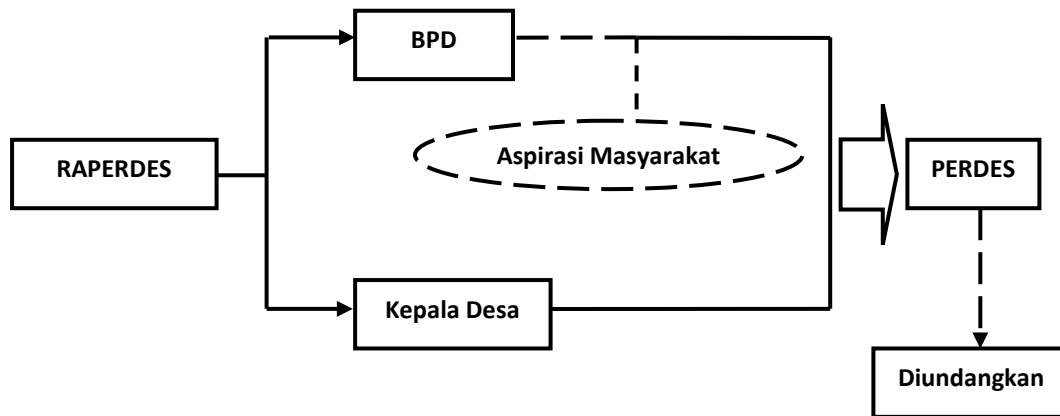 BPD
Aspirasi Masyarakat
RAPERDES
PERDES
Kepala Desa
Diundangkan